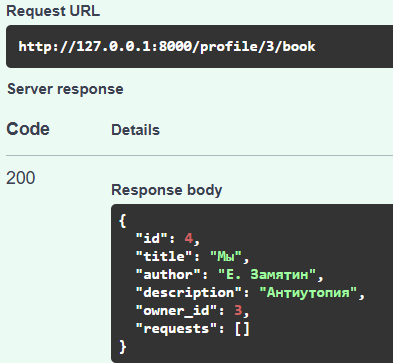 Request URL
http://127.0.0.1:8000/profile/3/book
Server response
Code Details
200
Response body
{
"id": 4,
"title": "Мы",
"author": "Е. Замятин",
"description": "Антиутопия",
"owner_id": 3,
"requests": []
}